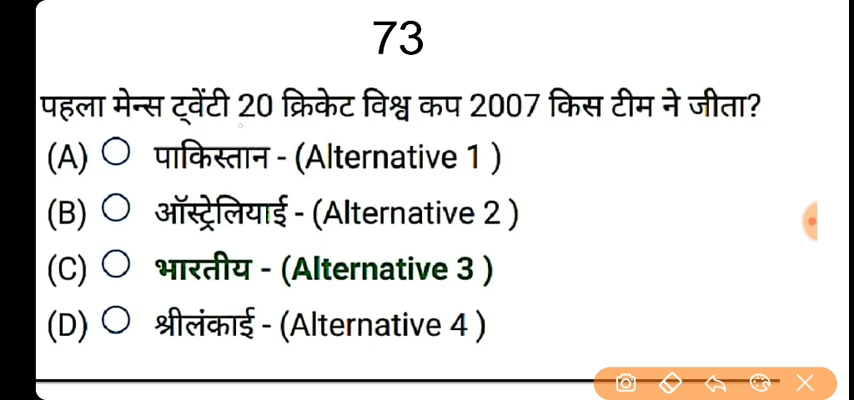 73
पहला मेन्स ट्वेंटी 20 क्रिकेट विश्व कप 2007 किस टीम ने जीता?
(A) पाकिस्तान - (Alternative 1 )
(B) ऑस्ट्रेलियाई - (Alternative 2 )
(C) भारतीय - (Alternative 3 )
(D) श्रीलंकाई - (Alternative 4 )